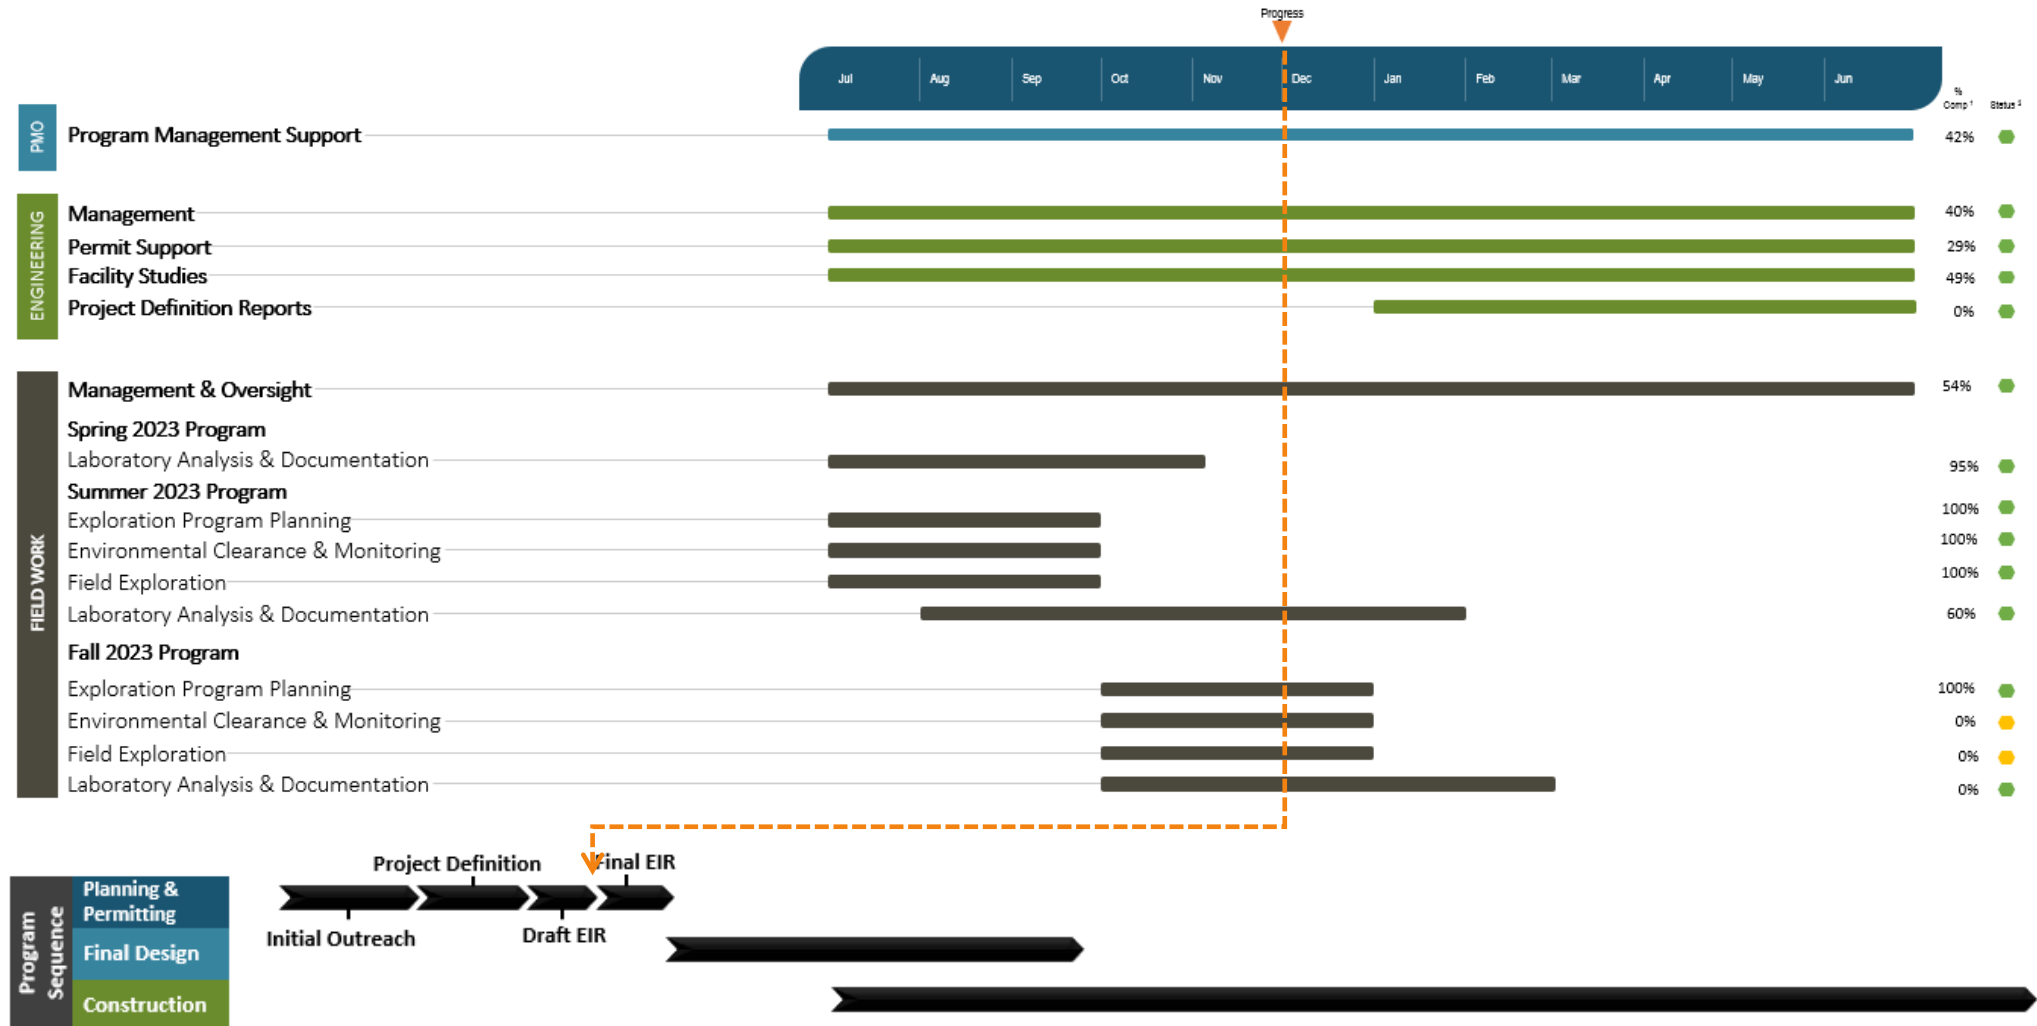 Progress
Jul Aug Sep Oct Nov Dec Jan Feb Mar Apr May Jun
%
Comp 1 Status 2
PMO
Program Management Support 42%
ENGINEERING
Management 40%
Permit Support 29%
Facility Studies 49%
Project Definition Reports 0%
FIELD WORK
Management & Oversight 54%
Spring 2023 Program
Laboratory Analysis & Documentation 95%
Summer 2023 Program
Exploration Program Planning 100%
Environmental Clearance & Monitoring 100%
Field Exploration 100%
Laboratory Analysis & Documentation 60%
Fall 2023 Program
Exploration Program Planning 100%
Environmental Clearance & Monitoring 0%
Field Exploration 0%
Laboratory Analysis & Documentation 0%
Program
Sequence
Planning &
Permitting
Project Definition Final EIR
Initial Outreach Draft EIR
Final Design
Construction